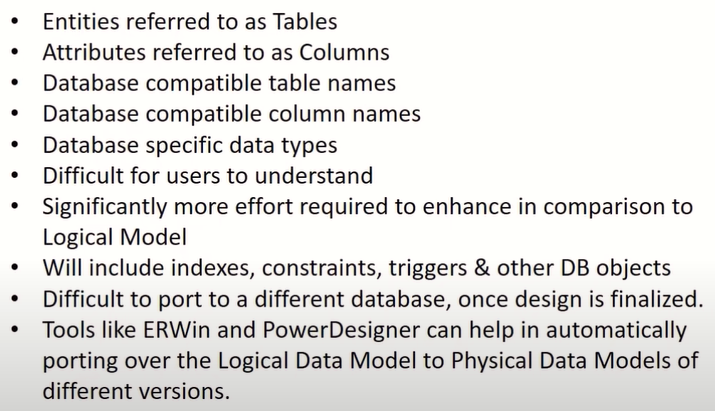 • Entities referred to as Tables
• Attributes referred to as Columns
• Database compatible table names
• Database compatible column names
• Database specific data types
• Difficult for users to understand
• Significantly more effort required to enhance in comparison to
Logical Model
• Will include indexes, constraints, triggers & other DB objects
• Difficult to port to a different database, once design is finalized.
• Tools like ERWin and PowerDesigner can help in automatically
porting over the Logical Data Model to Physical Data Models of
different versions.